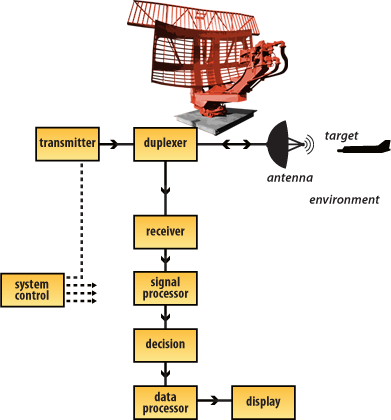 transmitter
duplexer
target
antenna
environment
receiver
system
control
signal
processor
decision
data
processor
display